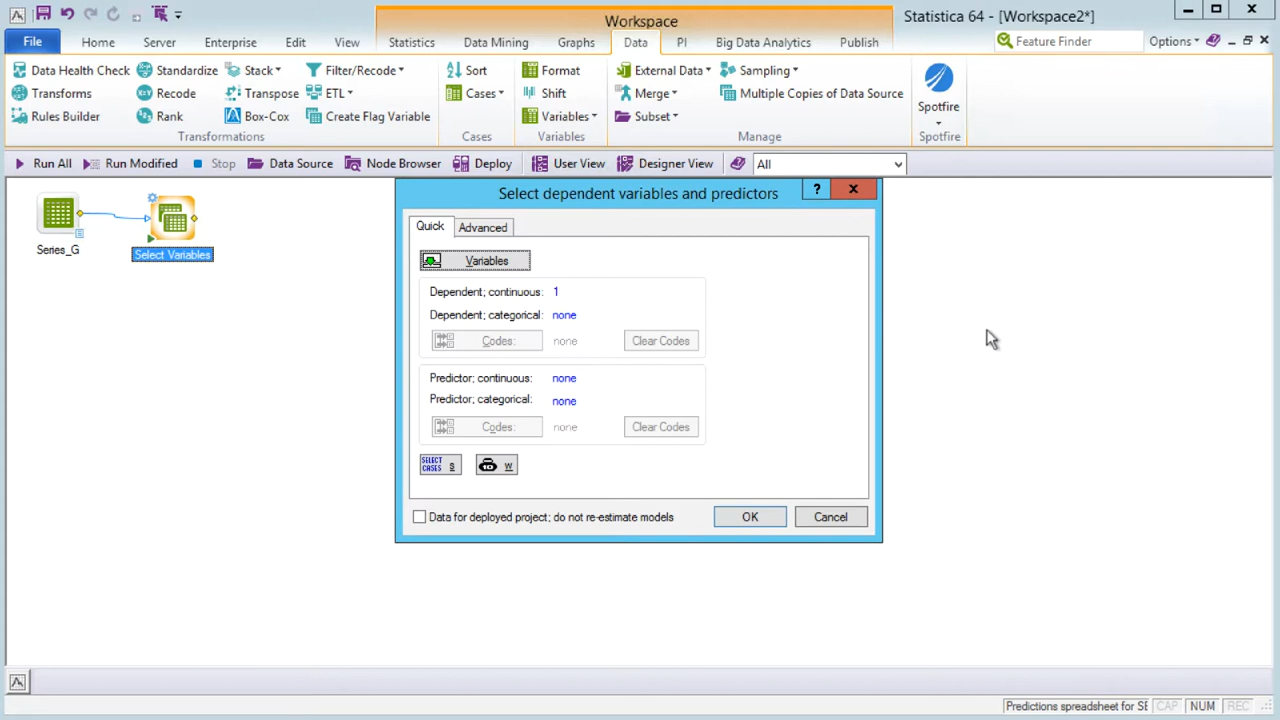 Workspace
Statistica 64 - [Workspace2*]
File Home Server Enterprise Edit View Statistics Data Mining Graphs Data PI Big Data Analytics Publish Feature Finder Options
Data Health Check Standardize Stack Filter/Recode Sort Format External Data Sampling
Transforms Recode Transpose ETL Cases Shift Merge Multiple Copies of Data Source
Rules Builder Rank Box-Cox Create Flag Variable Variables Subset Spotfire
Transformations Cases Variables Manage Spotfire
Run All Run Modified Stop Data Source Node Browser Deploy User View Designer View All
Select dependent variables and predictors ?
Quick Advanced
Variables
Dependent; continuous: 1
Dependent; categorical: none
Codes: none Clear Codes
Predictor; continuous: none
Predictor; categorical: none
Codes: none Clear Codes
SELECT CASES S W
Data for deployed project; do not re-estimate models OK Cancel
Series_G
Select Variables
Predictions spreadsheet for SE CAP NUM REC